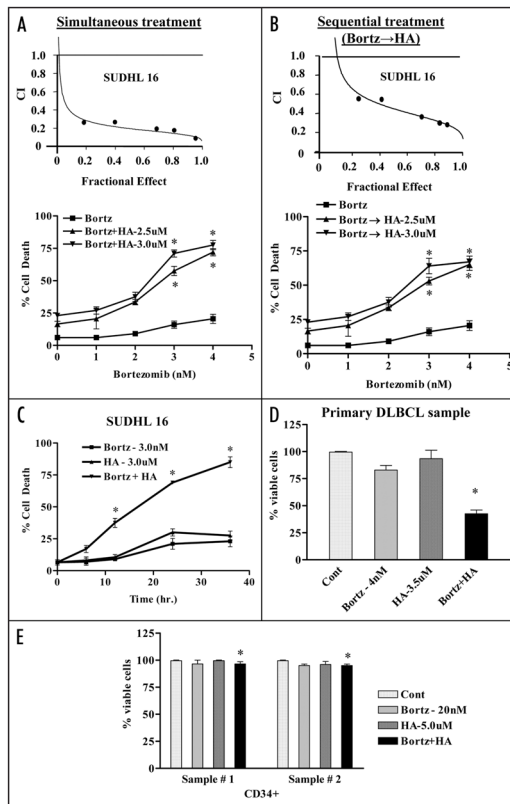 A
Simultaneous treatment
CI
1.0
0.8
0.6
0.4
0.2
0
SUDHL 16
0
0.2
0.4
0.6
0.8
1.0
Fractional Effect
% Cell Death
100
75
50
25
0
Bortz
Bortz+HA-2.5uM
Bortz+HA-3.0uM
*
*
*
*
0
1
2
3
4
5
Bortezomib (nM)
B
Sequential treatment
(Bortz→HA)
CI
1.0
0.8
0.6
0.4
0.2
0
SUDHL 16
0
0.2
0.4
0.6
0.8
1.0
Fractional Effect
% Cell Death
100
75
50
25
0
Bortz
Bortz → HA-2.5uM
Bortz → HA-3.0uM
*
*
*
*
0
1
2
3
4
5
Bortezomib (nM)
C
SUDHL 16
% Cell Death
100
75
50
25
0
Bortz - 3.0nM
HA - 3.0uM
Bortz + HA
*
*
*
0
10
20
30
40
Time (hr.)
D
Primary DLBCL sample
% viable cells
125
100
75
50
25
0
*
Cont
Bortz - 4nM
HA-3.5uM
Bortz+HA
E
% viable cells
125
100
75
50
25
0
*
*
Sample # 1
Sample # 2
CD34+
Cont
Bortz - 20nM
HA-5.0uM
Bortz+HA